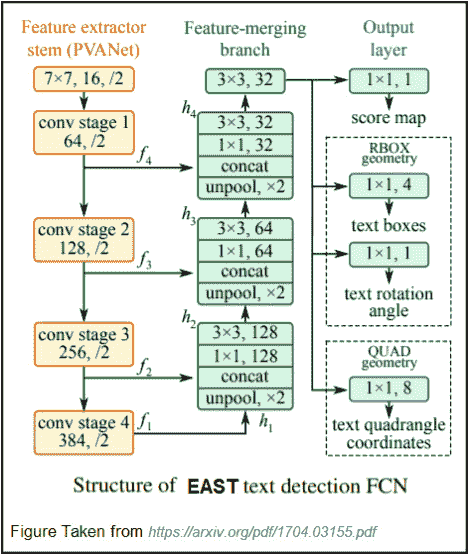 Feature extractor
stem (PVANet)
7×7, 16, /2
conv stage 1
64, /2
f₄
conv stage 2
128, /2
f₃
conv stage 3
256, /2
f₂
conv stage 4
384, /2
f₁
Feature-merging
branch
3×3, 32
h₄
3×3, 32
1×1, 32
concat
unpool, ×2
h₃
3×3, 64
1×1, 64
concat
unpool, ×2
h₂
3×3, 128
1×1, 128
concat
unpool, ×2
h₁
Output
layer
1×1, 1
score map
RBOX
geometry
1×1, 4
text boxes
1×1, 1
text rotation
angle
QUAD
geometry
1×1, 8
text quadrangle
coordinates
Structure of EAST text detection FCN
Figure Taken from https://arxiv.org/pdf/1704.03155.pdf